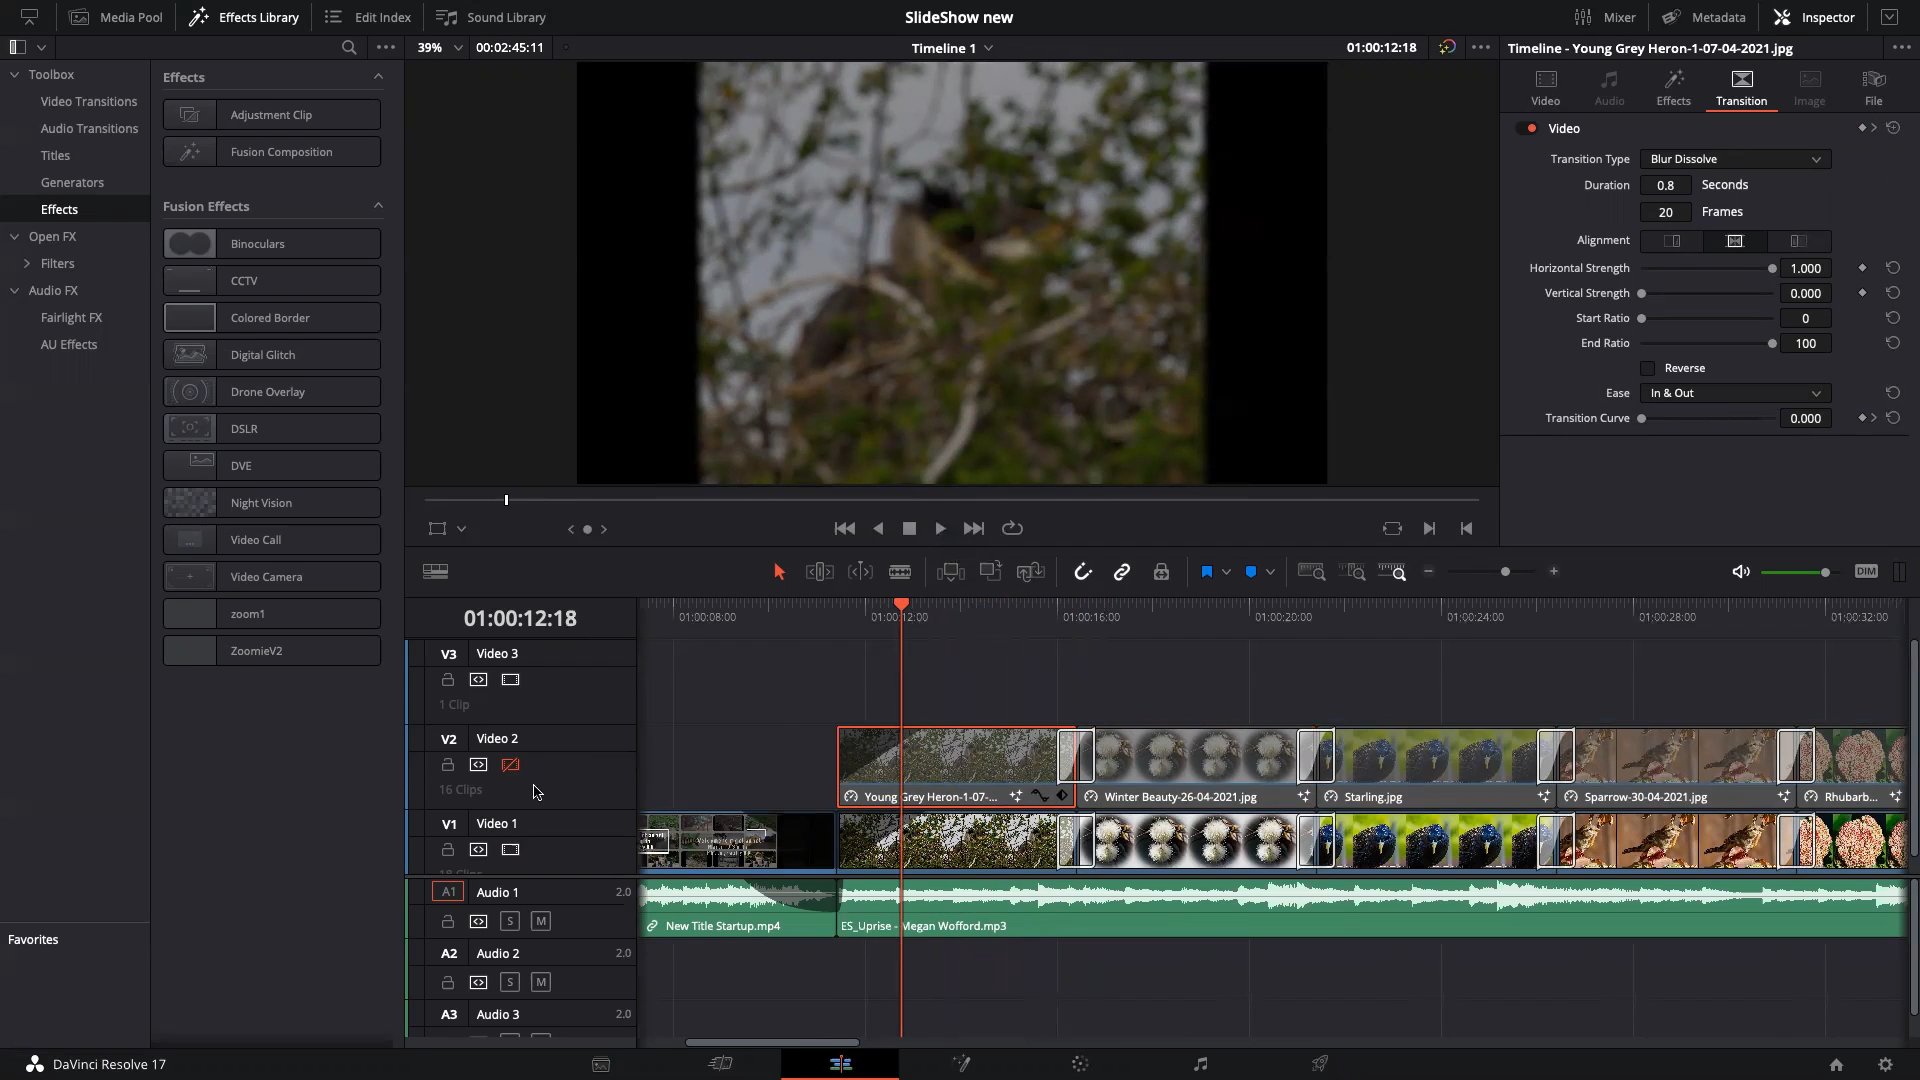 Media Pool
Effects Library
Edit Index
Sound Library
SlideShow new
Mixer
Metadata
Inspector
39%
00:02:45:11
Timeline 1
01:00:12:18
Timeline - Young Grey Heron-1-07-04-2021.jpg
Toolbox
Video Transitions
Audio Transitions
Titles
Generators
Effects
Open FX
Filters
Audio FX
Fairlight FX
AU Effects
Favorites
Effects
Adjustment Clip
Fusion Composition
Fusion Effects
Binoculars
CCTV
Colored Border
Digital Glitch
Drone Overlay
DSLR
DVE
Night Vision
Video Call
Video Camera
zoom1
ZoomieV2
Video
Audio
Effects
Transition
Image
File
Video
Transition Type
Blur Dissolve
Duration
0.8
Seconds
20
Frames
Alignment
Horizontal Strength
1.000
Vertical Strength
0.000
Start Ratio
0
End Ratio
100
Reverse
Ease
In & Out
Transition Curve
0.000
DIM
01:00:12:18
01:00:08:00
01:00:12:00
01:00:16:00
01:00:20:00
01:00:24:00
01:00:28:00
01:00:32:00
V3
Video 3
1 Clip
V2
Video 2
16 Clips
Young Grey Heron-1-07-...
Winter Beauty-26-04-2021.jpg
Starling.jpg
Sparrow-30-04-2021.jpg
Rhubarb...
V1
Video 1
A1
Audio 1
2.0
S
M
New Title Startup.mp4
ES_Uprise - Megan Wofford.mp3
A2
Audio 2
2.0
S
M
A3
Audio 3
2.0
DaVinci Resolve 17